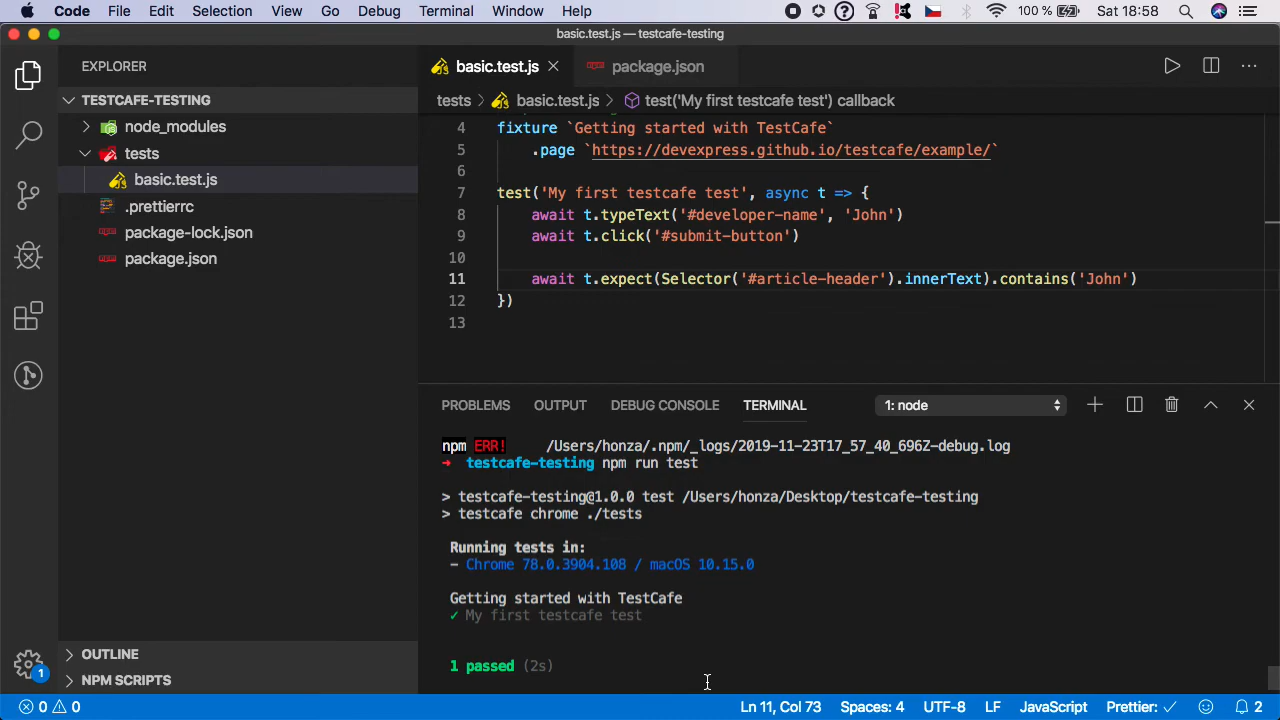 Code File Edit Selection View Go Debug Terminal Window Help 100 % Sat 18:58
basic.test.js — testcafe-testing
EXPLORER
TESTCAFE-TESTING
node_modules
tests
basic.test.js
.prettierrc
package-lock.json
package.json
OUTLINE
NPM SCRIPTS
1
basic.test.js package.json
tests basic.test.js test('My first testcafe test') callback
4 fixture `Getting started with TestCafe`
5 .page `https://devexpress.github.io/testcafe/example/`
6
7 test('My first testcafe test', async t => {
8 await t.typeText('#developer-name', 'John')
9 await t.click('#submit-button')
10
11 await t.expect(Selector('#article-header').innerText).contains('John')
12 })
13
PROBLEMS OUTPUT DEBUG CONSOLE TERMINAL 1: node
npm ERR! /Users/honza/.npm/_logs/2019-11-23T17_57_40_696Z-debug.log
➜ testcafe-testing npm run test
> testcafe-testing@1.0.0 test /Users/honza/Desktop/testcafe-testing
> testcafe chrome ./tests
Running tests in:
- Chrome 78.0.3904.108 / macOS 10.15.0
Getting started with TestCafe
✓ My first testcafe test
1 passed (2s)
0 0 Ln 11, Col 73 Spaces: 4 UTF-8 LF JavaScript Prettier: ✓ 2